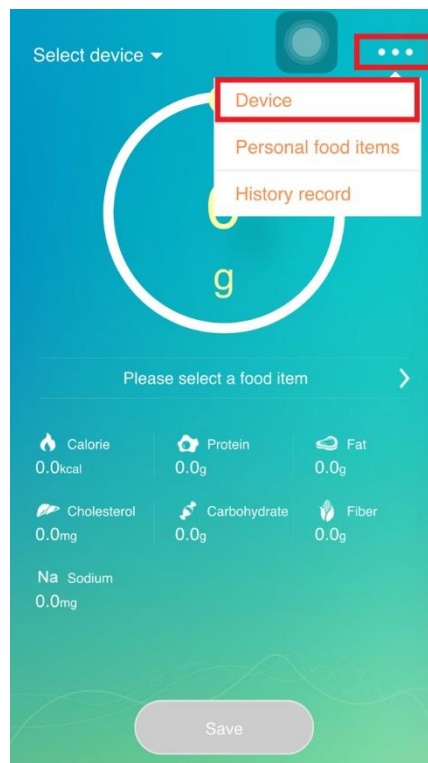 Select device
Device
Personal food items
History record
0
g
Please select a food item
Calorie
0.0kcal
Protein
0.0g
Fat
0.0g
Cholesterol
0.0mg
Carbohydrate
0.0g
Fiber
0.0g
Na Sodium
0.0mg
Save